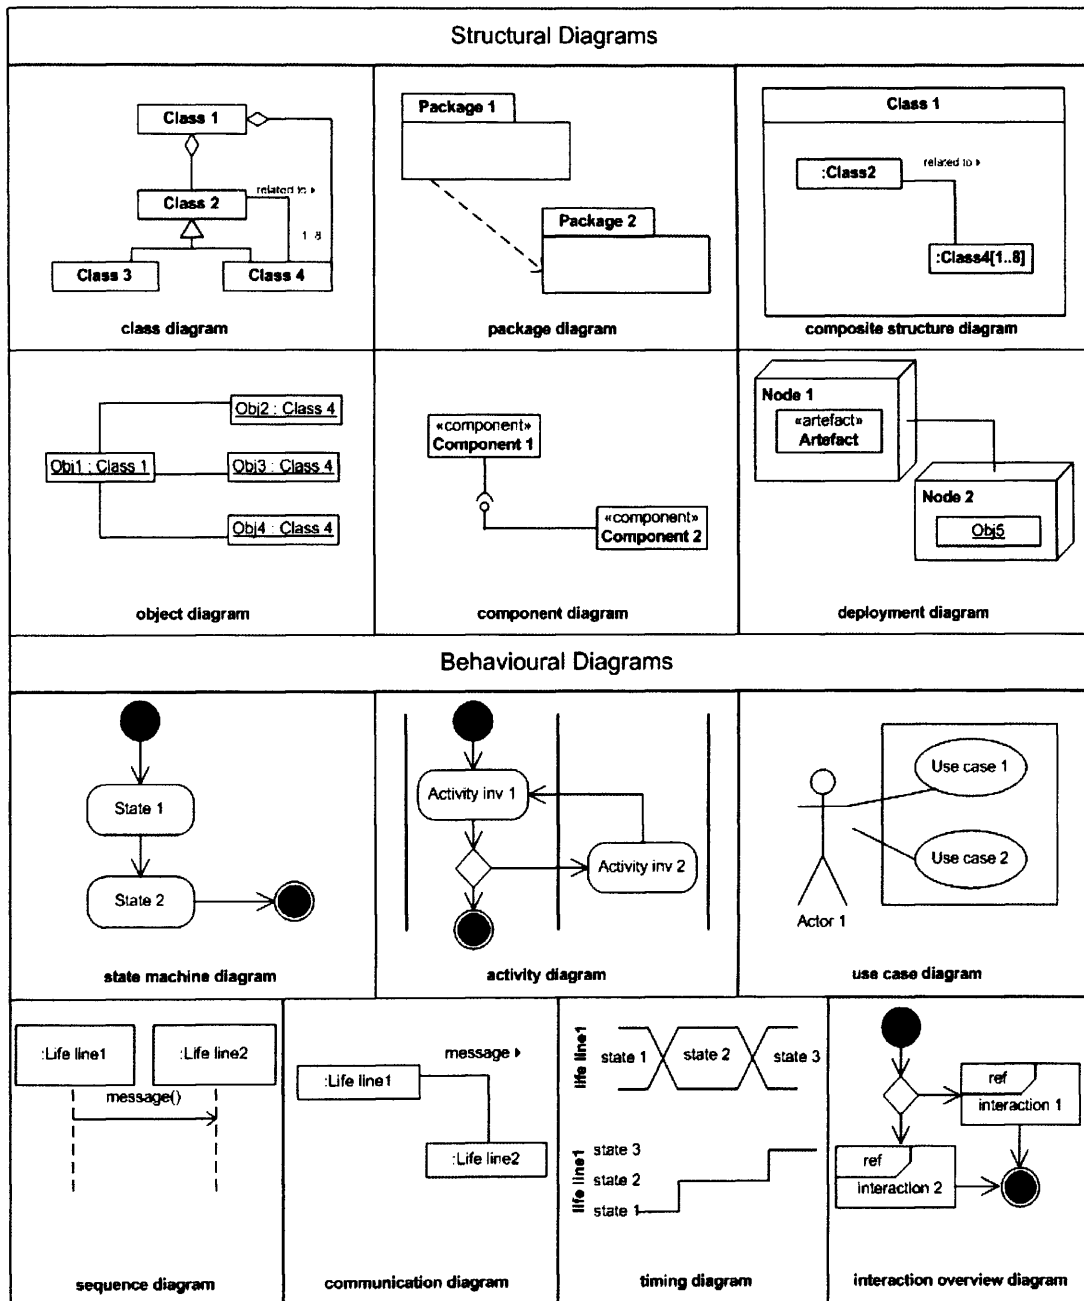 Structural Diagrams
Class 1
Class 2
related to ▸
1..8
Class 3
Class 4
class diagram
Package 1
Package 2
package diagram
Class 1
:Class2
related to ▸
:Class4[1..8]
composite structure diagram
Obj2 : Class 4
Obj1 : Class 1
Obj3 : Class 4
Obj4 : Class 4
object diagram
«component»
Component 1
«component»
Component 2
component diagram
Node 1
«artefact»
Artefact
Node 2
Obj5
deployment diagram
Behavioural Diagrams
State 1
State 2
state machine diagram
Activity inv 1
Activity inv 2
activity diagram
Use case 1
Use case 2
Actor 1
use case diagram
:Life line1
:Life line2
message()
sequence diagram
message ▸
:Life line1
:Life line2
communication diagram
life line1
state 1
state 2
state 3
life line1
state 3
state 2
state 1
timing diagram
ref
interaction 1
ref
interaction 2
interaction overview diagram